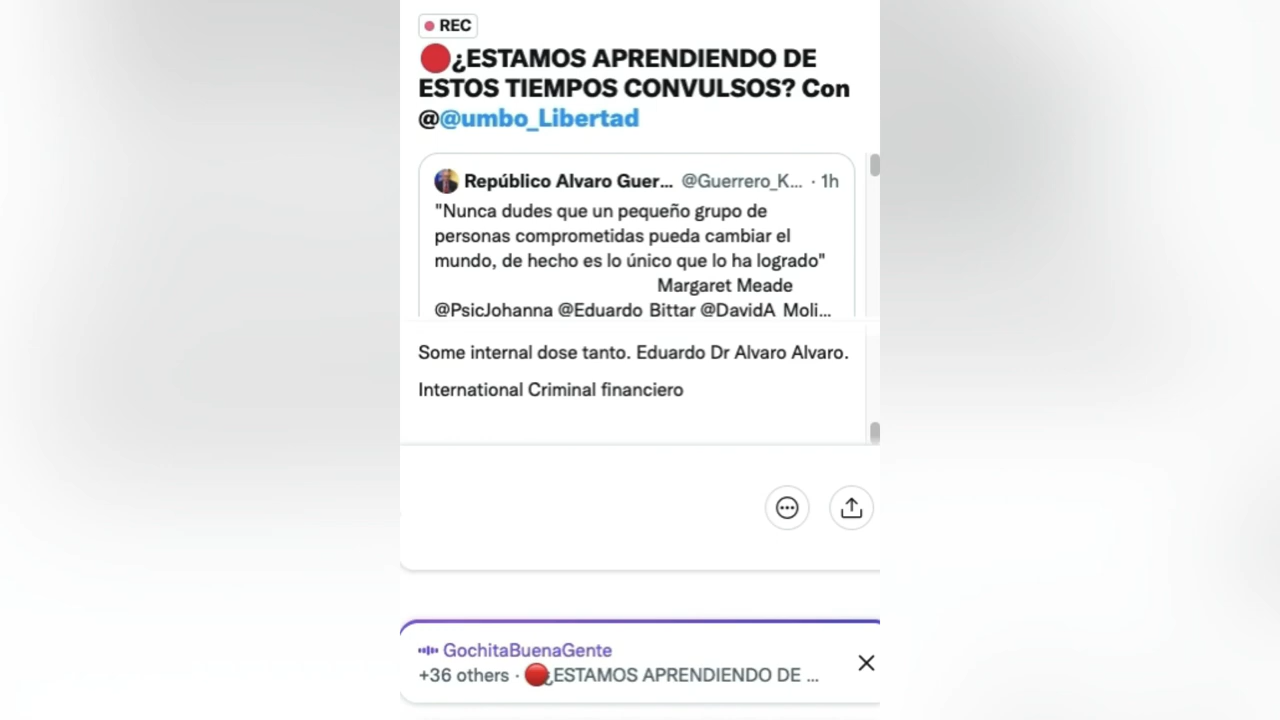 REC
🔴¿ESTAMOS APRENDIENDO DE
ESTOS TIEMPOS CONVULSOS? Con
@@umbo_Libertad
Repúblico Alvaro Guer... @Guerrero_K... · 1h
"Nunca dudes que un pequeño grupo de
personas comprometidas pueda cambiar el
mundo, de hecho es lo único que lo ha logrado"
Margaret Meade
@PsicJohanna @Eduardo_Bittar @DavidA_Moli...
Some internal dose tanto. Eduardo Dr Alvaro Alvaro.
International Criminal financiero
GochitaBuenaGente
+36 others · 🔴¿ESTAMOS APRENDIENDO DE ...